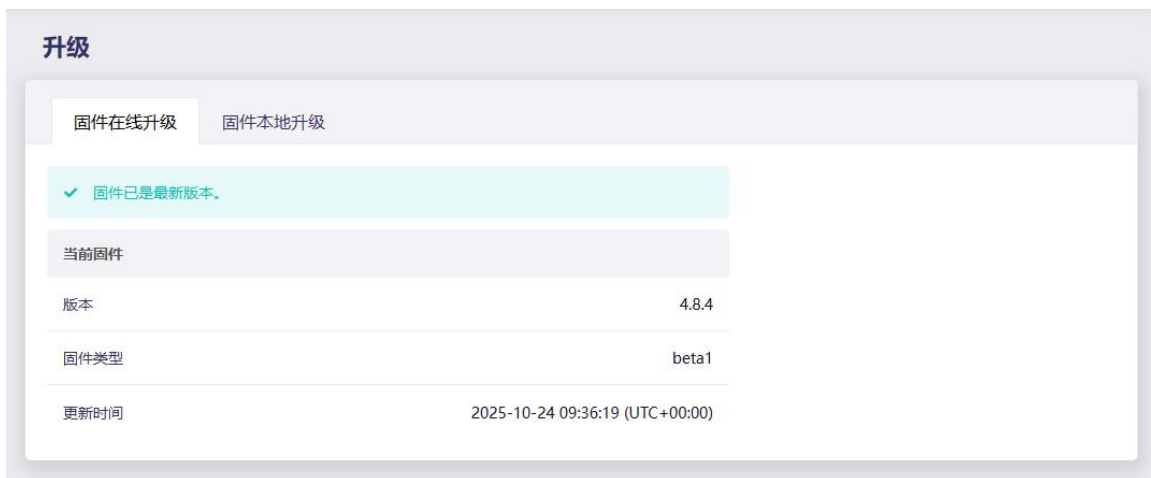 升级
固件在线升级 固件本地升级
固件已是最新版本。
当前固件
版本 4.8.4
固件类型 beta1
更新时间 2025-10-24 09:36:19 (UTC+00:00)